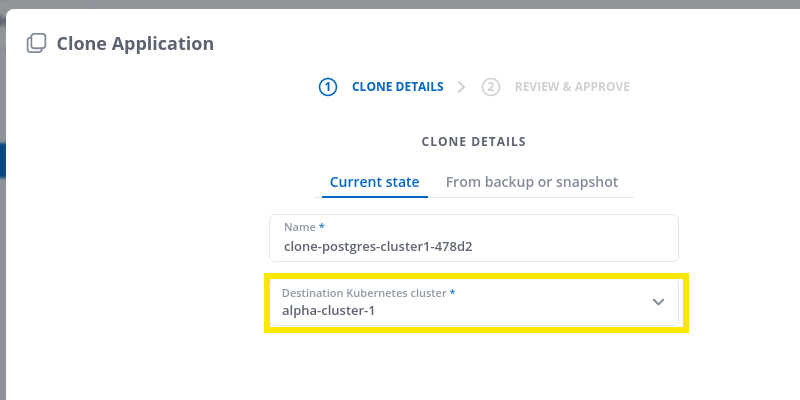 Clone Application
1 CLONE DETAILS 2 REVIEW & APPROVE
CLONE DETAILS
Current state From backup or snapshot
Name *
clone-postgres-cluster1-478d2
Destination Kubernetes cluster *
alpha-cluster-1